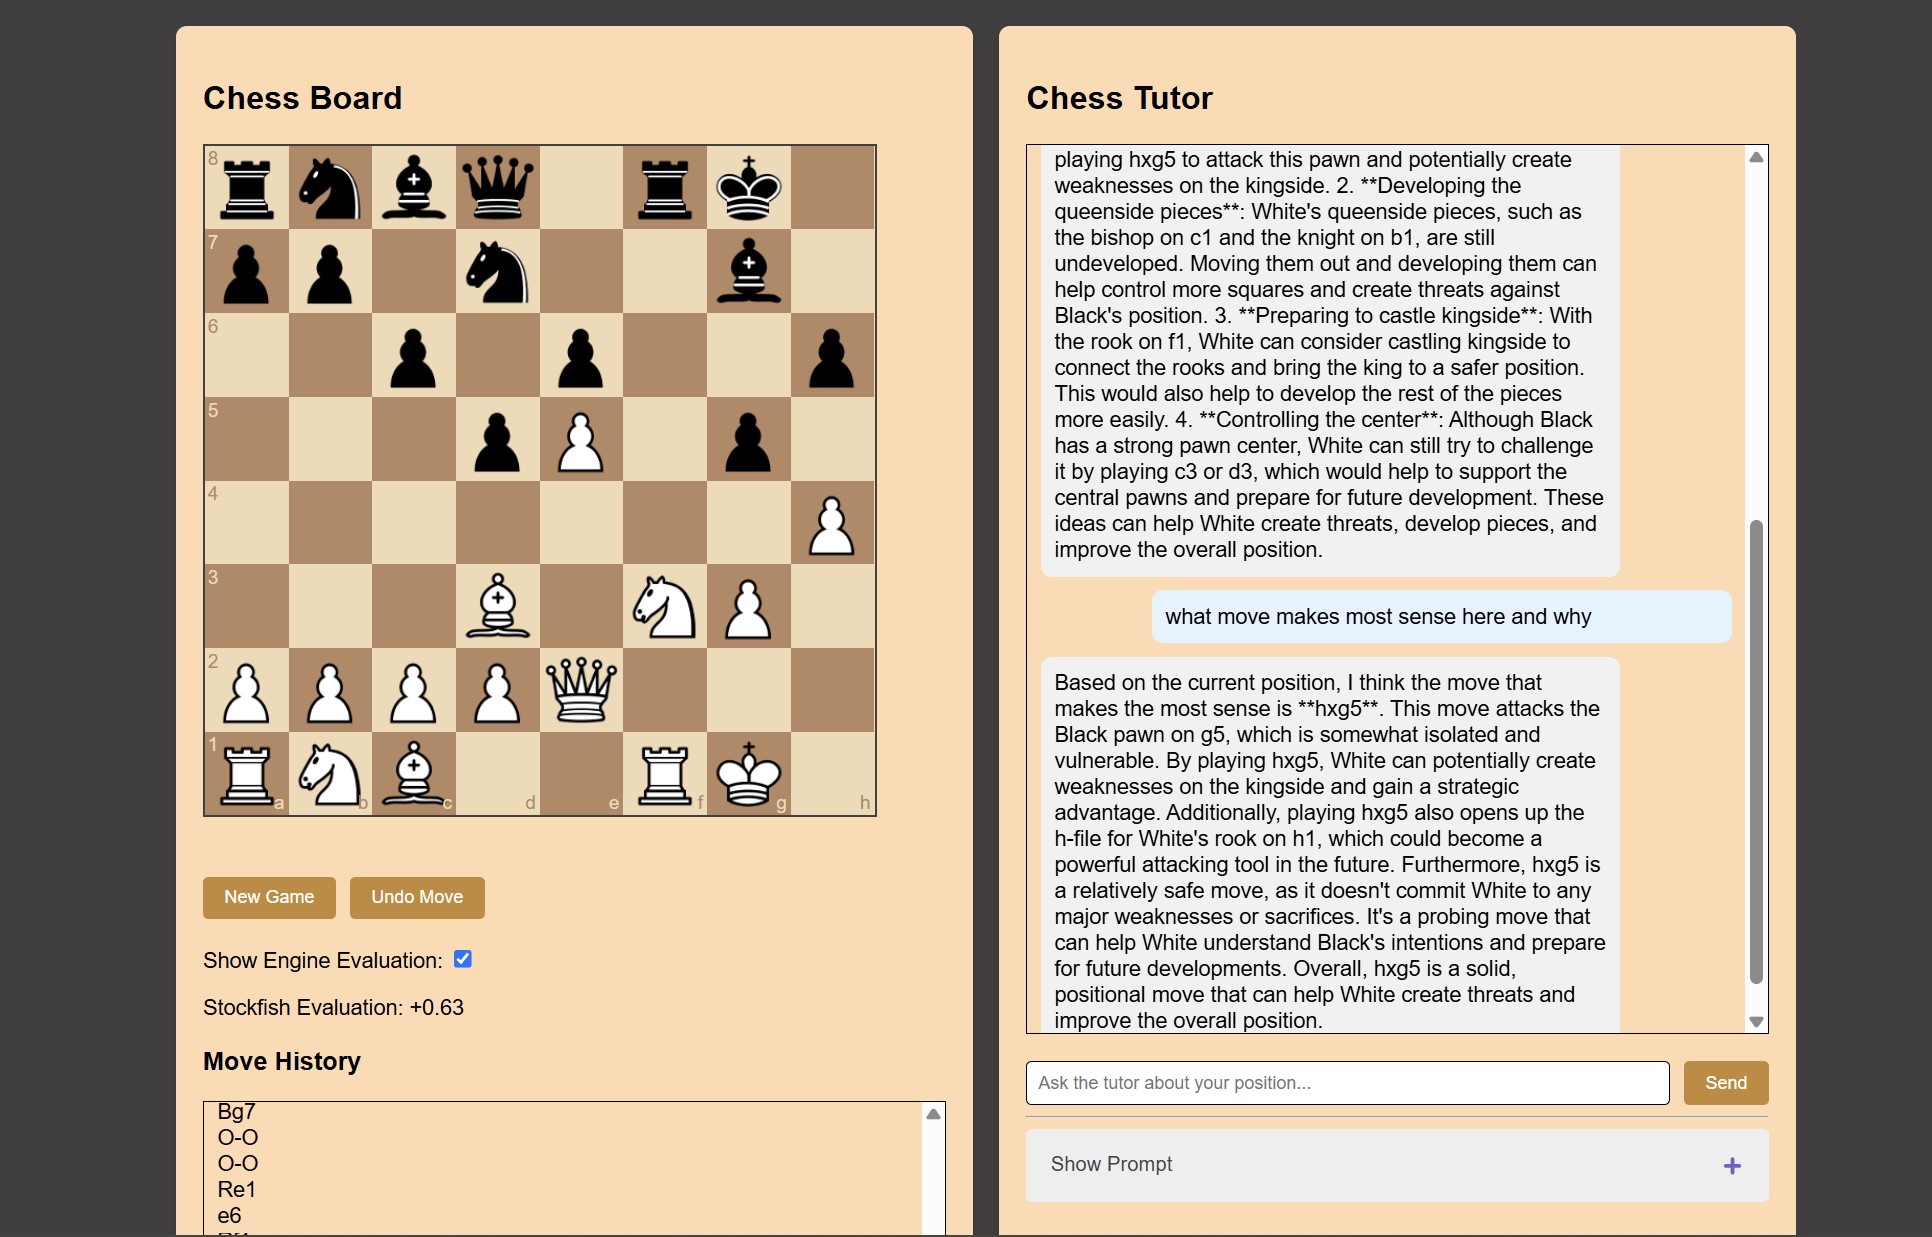 Chess Board
8
7
6
5
4
3
2
1
a
b
c
d
e
f
g
h
New Game
Undo Move
Show Engine Evaluation:
Stockfish Evaluation: +0.63
Move History
Bg7
O-O
O-O
Re1
e6
Chess Tutor
playing hxg5 to attack this pawn and potentially create
weaknesses on the kingside. 2. **Developing the
queenside pieces**: White's queenside pieces, such as
the bishop on c1 and the knight on b1, are still
undeveloped. Moving them out and developing them can
help control more squares and create threats against
Black's position. 3. **Preparing to castle kingside**: With
the rook on f1, White can consider castling kingside to
connect the rooks and bring the king to a safer position.
This would also help to develop the rest of the pieces
more easily. 4. **Controlling the center**: Although Black
has a strong pawn center, White can still try to challenge
it by playing c3 or d3, which would help to support the
central pawns and prepare for future development. These
ideas can help White create threats, develop pieces, and
improve the overall position.
what move makes most sense here and why
Based on the current position, I think the move that
makes the most sense is **hxg5**. This move attacks the
Black pawn on g5, which is somewhat isolated and
vulnerable. By playing hxg5, White can potentially create
weaknesses on the kingside and gain a strategic
advantage. Additionally, playing hxg5 also opens up the
h-file for White's rook on h1, which could become a
powerful attacking tool in the future. Furthermore, hxg5 is
a relatively safe move, as it doesn't commit White to any
major weaknesses or sacrifices. It's a probing move that
can help White understand Black's intentions and prepare
for future developments. Overall, hxg5 is a solid,
positional move that can help White create threats and
improve the overall position.
Ask the tutor about your position...
Send
Show Prompt
+